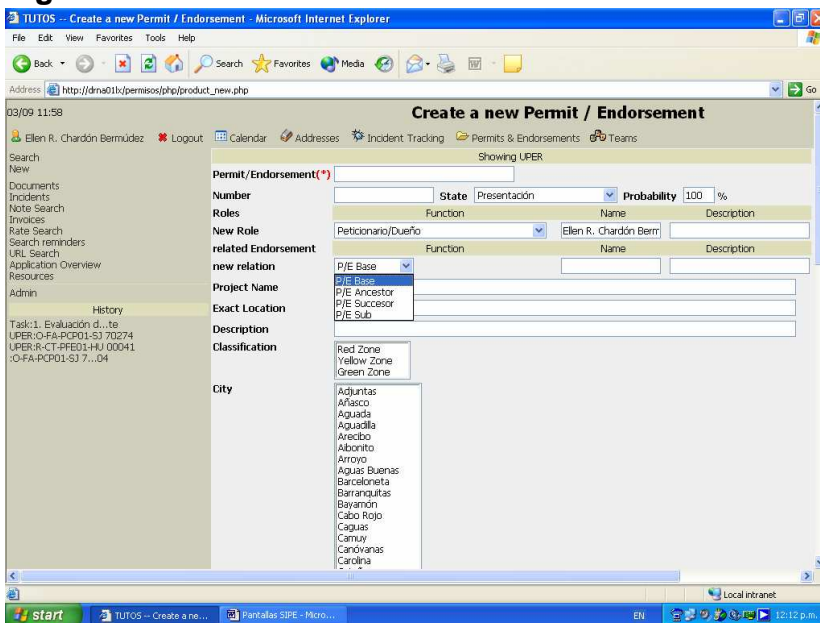 TUTOS -- Create a new Permit / Endorsement - Microsoft Internet Explorer
File Edit View Favorites Tools Help
Back Search Favorites Media
Address http://drna01lx/permisos/php/product_new.php Go
03/09 11:58 Create a new Permit / Endorsement
Ellen R. Chardón Bermúdez Logout Calendar Addresses Incident Tracking Permits & Endorsements Teams
Search
New
Documents
Incidents
Note Search
Invoices
Rate Search
Search reminders
URL Search
Application Overview
Resources
Admin
History
Task:1. Evaluación d...te
UPER:O-FA-PCP01-SJ 70274
UPER:R-CT-PFE01-HU 00041
:O-FA-PCP01-SJ 7...04
Showing UPER
Permit/Endorsement(*)
Number State Presentación Probability 100 %
Roles Function Name Description
New Role Peticionario/Dueño Ellen R. Chardón Berm
related Endorsement Function Name Description
new relation P/E Base
P/E Base
P/E Ancestor
P/E Succesor
P/E Sub
Project Name
Exact Location
Description
Classification Red Zone
Yellow Zone
Green Zone
City Adjuntas
Añasco
Aguada
Aguadilla
Arecibo
Aibonito
Arroyo
Aguas Buenas
Barceloneta
Barranquitas
Bayamón
Cabo Rojo
Caguas
Camuy
Canóvanas
Carolina
Local intranet
start TUTOS -- Create a ne... Pantallas SIPE - Micro... EN 12:12 p.m.